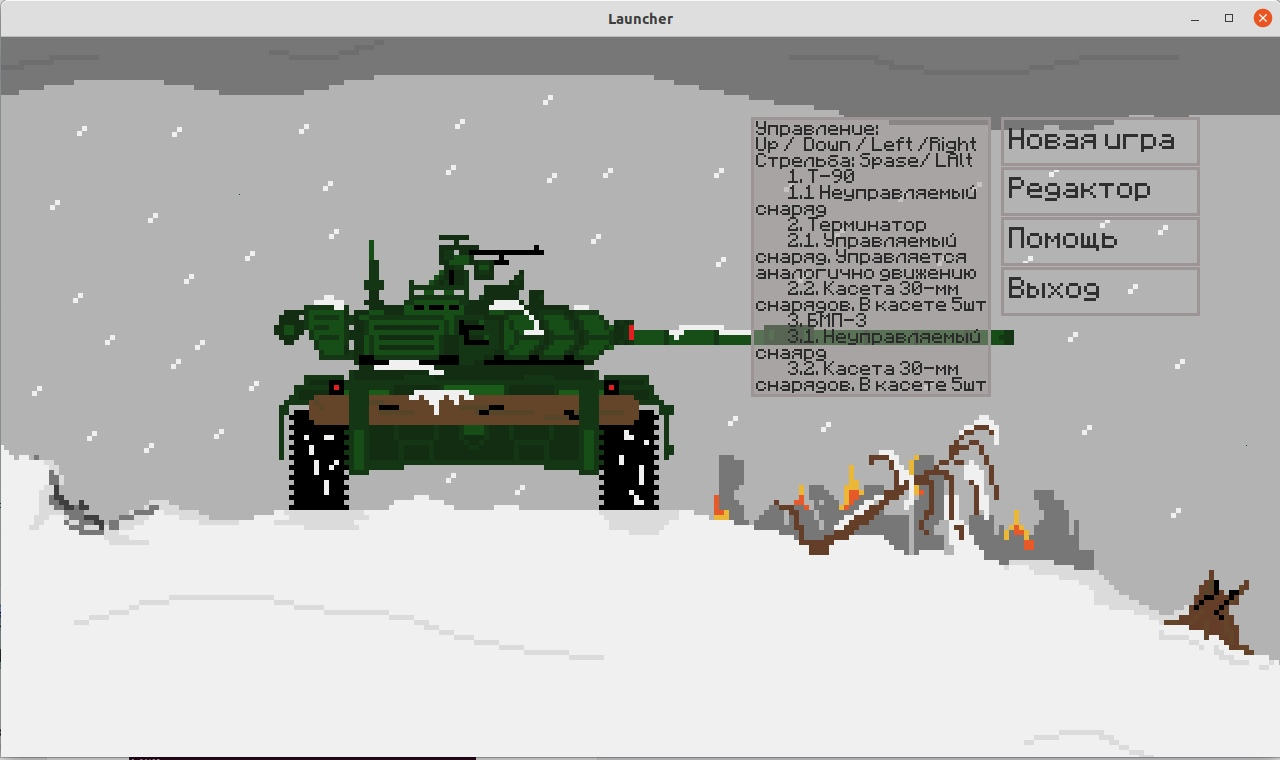 Launcher
Управление:
Up / Down / Left /Right
Стрельба: Spase/ LAlt
1. Т-90
1.1 Неуправляемый
снаряд
2. Терминатор
2.1. Управляемый
снаряд. Управляется
аналогично движению
2.2. Касета 30-мм
снарядов. В касете 5шт
3. БМП-3
3.1. Неуправляемый
снаярд
3.2. Касета 30-мм
снарядов. В касете 5шт
Новая игра
Редактор
Помощь
Выход